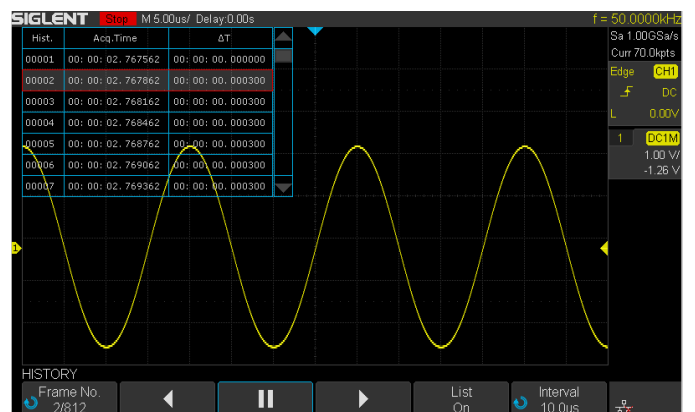 SIGLENT Stop M 5.00us/ Delay:0.00s f = 50.0000kHz
Sa 1.00GSa/s
Curr 70.0kpts
Edge CH1
DC
L 0.00V
1 DC1M
1.00 V/
-1.26 V
Hist. Acq.Time ΔT
00001 00: 00: 02. 767562 00: 00: 00. 000000
00002 00: 00: 02. 767862 00: 00: 00. 000300
00003 00: 00: 02. 768162 00: 00: 00. 000300
00004 00: 00: 02. 768462 00: 00: 00. 000300
00005 00: 00: 02. 768762 00: 00: 00. 000300
00006 00: 00: 02. 769062 00: 00: 00. 000300
00007 00: 00: 02. 769362 00: 00: 00. 000300
1
HISTORY
Frame No.
2/812
List
On
Interval
10.0us